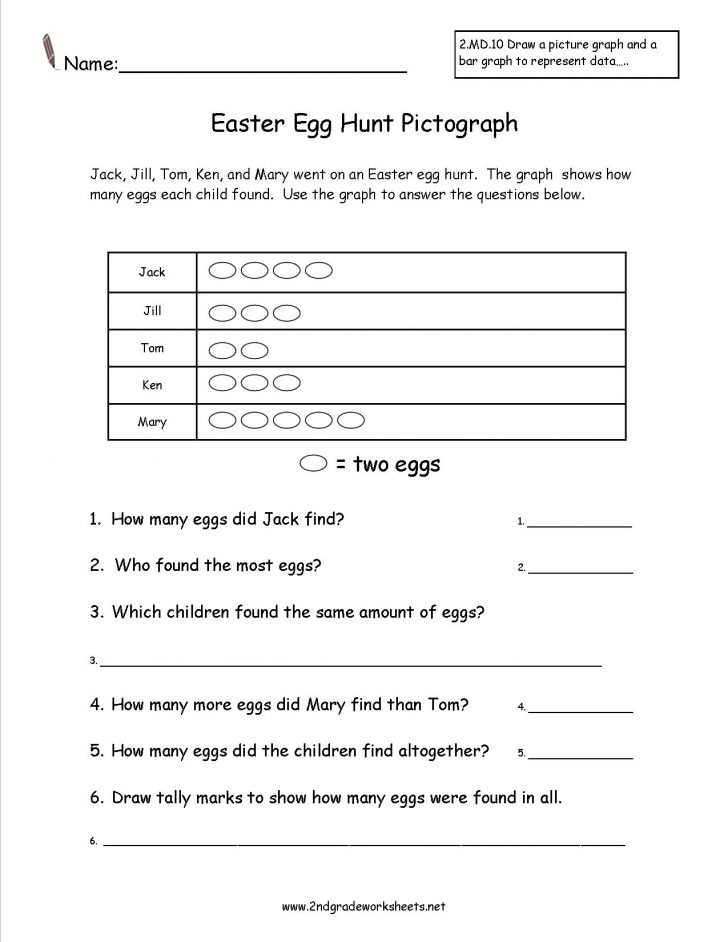 2.MD.10 Draw a picture graph and a
bar graph to represent data.....
Name:
Easter Egg Hunt Pictograph
Jack, Jill, Tom, Ken, and Mary went on an Easter egg hunt. The graph shows how
many eggs each child found. Use the graph to answer the questions below.
Jack
Jill
Tom
Ken
Mary
= two eggs
1. How many eggs did Jack find? 1.
2. Who found the most eggs? 2.
3. Which children found the same amount of eggs?
3.
4. How many more eggs did Mary find than Tom? 4.
5. How many eggs did the children find altogether? 5.
6. Draw tally marks to show how many eggs were found in all.
6.
www.2ndgradeworksheets.net